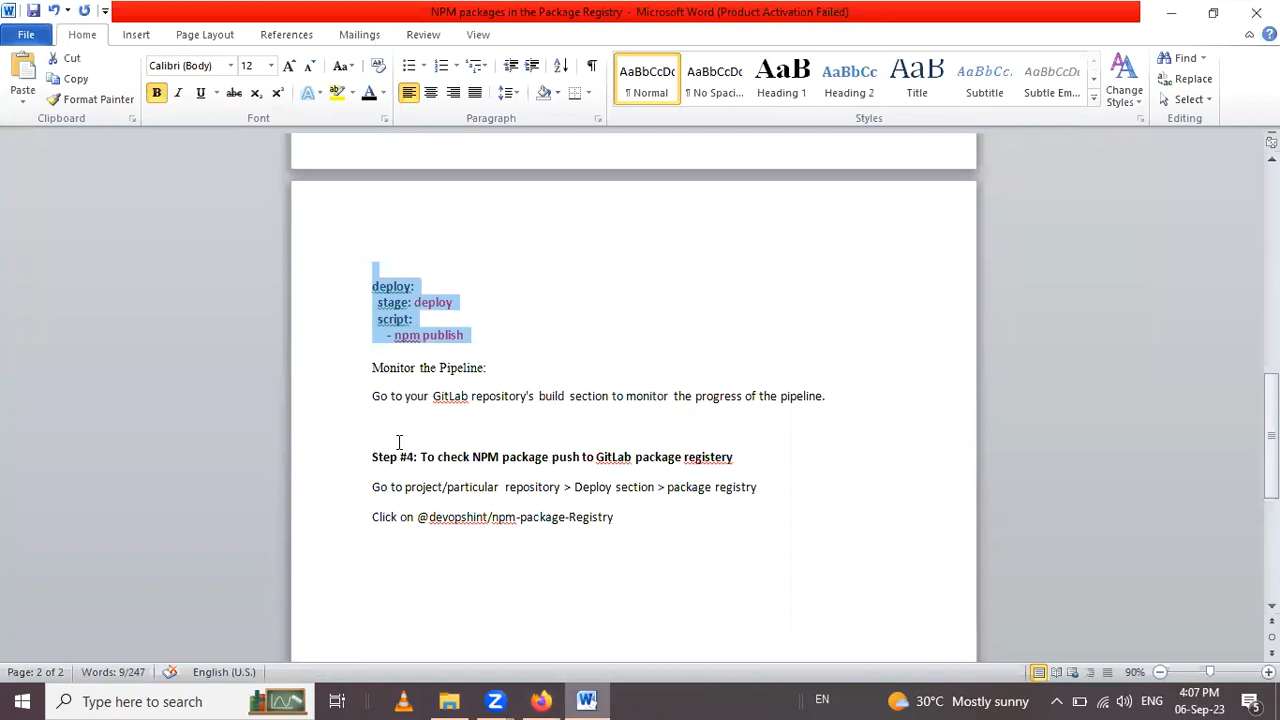 NPM packages in the Package Registry - Microsoft Word (Product Activation Failed)
File Home Insert Page Layout References Mailings Review View
Paste Cut Copy Format Painter
Calibri (Body) 12
AaBbCcDc AaBbCcDc AaB AaBbCc AaB AaBbCc. AaBbCcDc
¶ Normal ¶ No Spaci... Heading 1 Heading 2 Title Subtitle Subtle Em...
Change Styles
Find Replace Select
Clipboard Font Paragraph Styles Editing
deploy:
stage: deploy
script:
- npm publish
Monitor the Pipeline:
Go to your GitLab repository's build section to monitor the progress of the pipeline.
Step #4: To check NPM package push to GitLab package registery
Go to project/particular repository > Deploy section > package registry
Click on @devopshint/npm-package-Registry
Page: 2 of 2 Words: 9/247 English (U.S.) 90%
Type here to search EN 30°C Mostly sunny ENG 4:07 PM
06-Sep-23 5